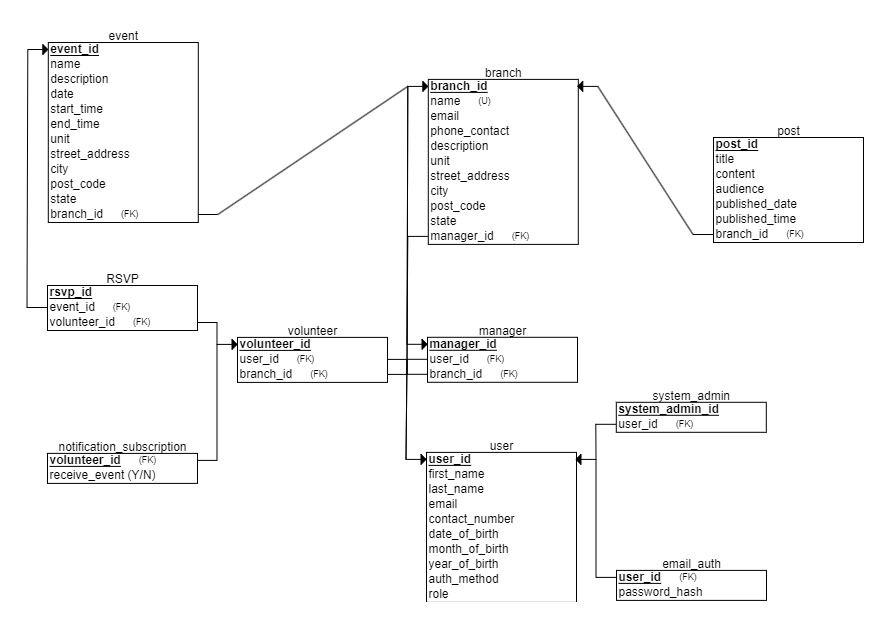 event
event_id
name
description
date
start_time
end_time
unit
street_address
city
post_code
state
branch_id (FK)
branch
branch_id
name (U)
email
phone_contact
description
unit
street_address
city
post_code
state
manager_id (FK)
post
post_id
title
content
audience
published_date
published_time
branch_id (FK)
RSVP
rsvp_id
event_id (FK)
volunteer_id (FK)
volunteer
volunteer_id
user_id (FK)
branch_id (FK)
manager
manager_id
user_id (FK)
branch_id (FK)
system_admin
system_admin_id
user_id (FK)
notification_subscription
volunteer_id (FK)
receive_event (Y/N)
user
user_id
first_name
last_name
email
contact_number
date_of_birth
month_of_birth
year_of_birth
auth_method
role
email_auth
user_id (FK)
password_hash